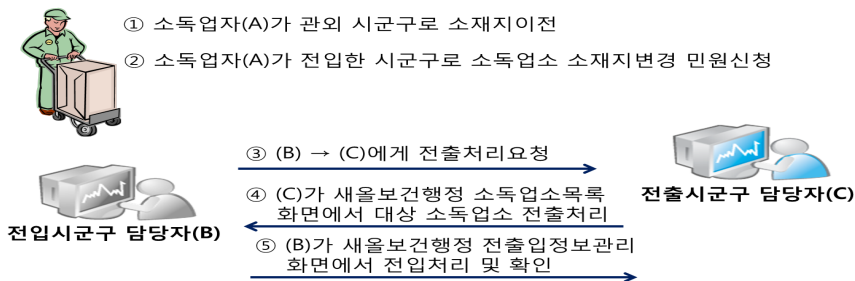 ① 소독업자(A)가 관외 시군구로 소재지이전
② 소독업자(A)가 전입한 시군구로 소독업소 소재지변경 민원신청
③ (B) → (C)에게 전출처리요청
④ (C)가 새올보건행정 소독업소목록
화면에서 대상 소독업소 전출처리
전출시군구 담당자(C)
전입시군구 담당자(B)
⑤ (B)가 새올보건행정 전출입정보관리
화면에서 전입처리 및 확인